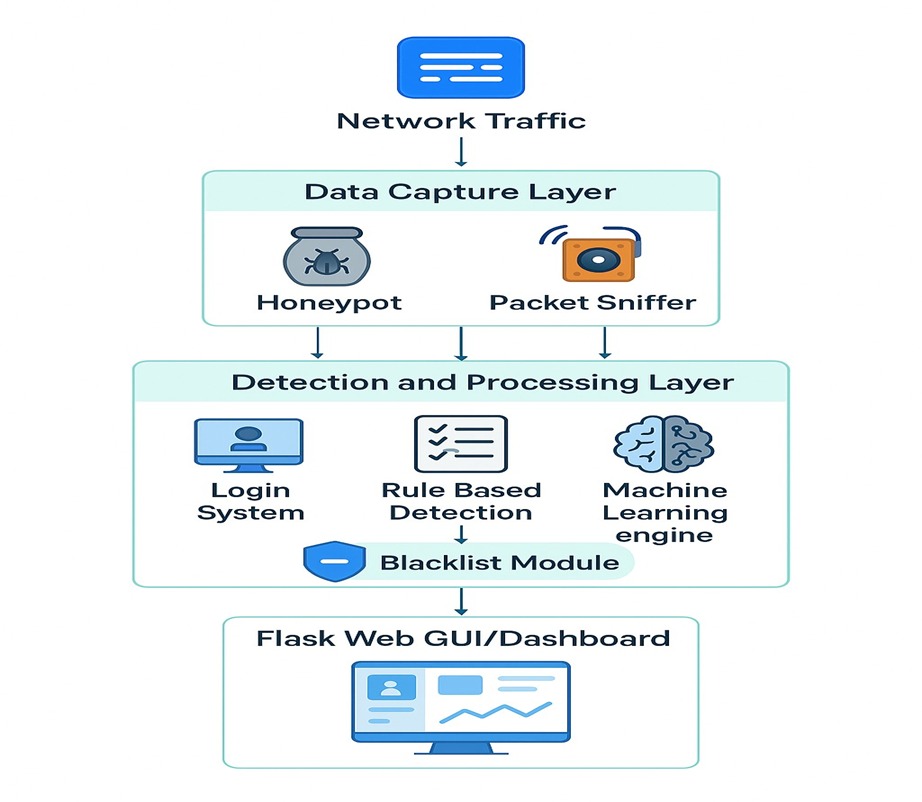 Network Traffic
Data Capture Layer
Honeypot
Packet Sniffer
Detection and Processing Layer
Login
System
Rule Based
Detection
Machine
Learning
engine
Blacklist Module
Flask Web GUI/Dashboard